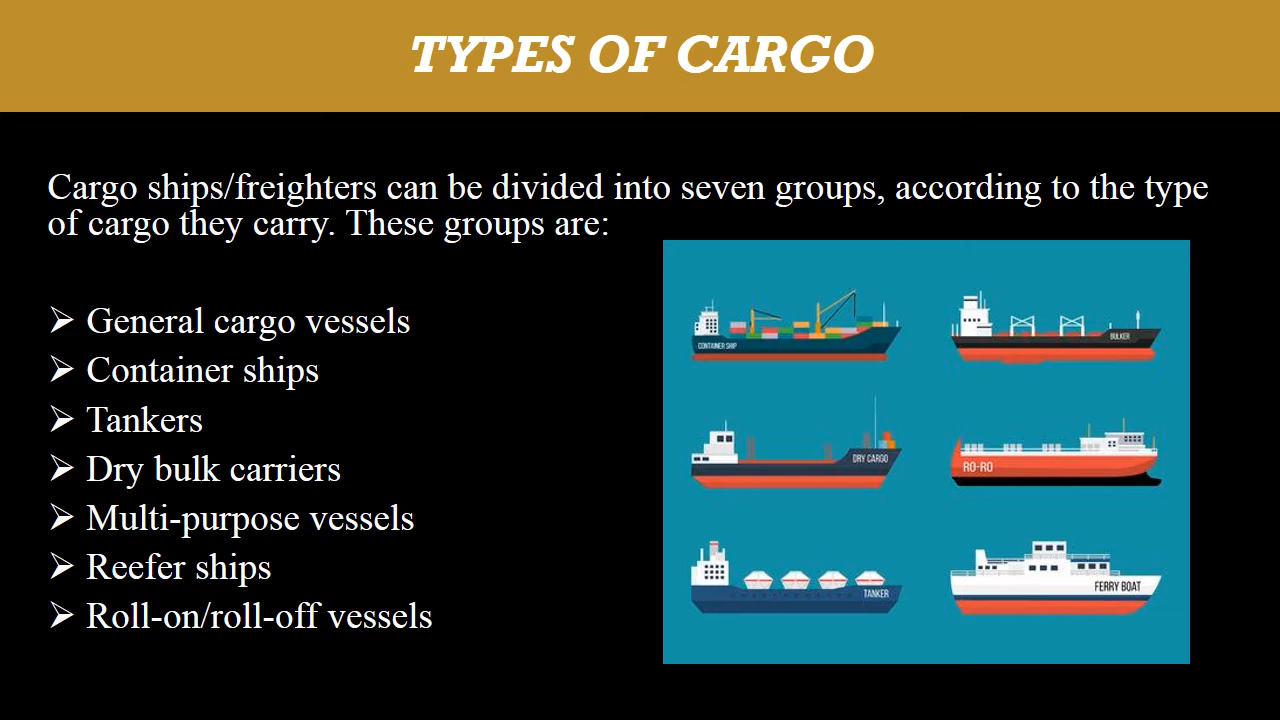 TYPES OF CARGO
Cargo ships/freighters can be divided into seven groups, according to the type
of cargo they carry. These groups are:
General cargo vessels
Container ships
Tankers
Dry bulk carriers
Multi-purpose vessels
Reefer ships
Roll-on/roll-off vessels
CONTAINER SHIP
BULKER
DRY CARGO
RO-RO
TANKER
FERRY BOAT